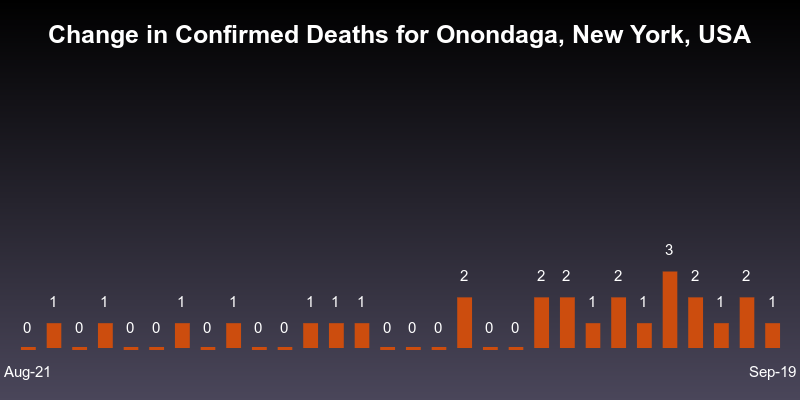 Change in Confirmed Deaths for Onondaga, New York, USA
0 1 0 1 0 0 1 0 1 0 0 1 1 1 0 0 0 2 0 0 2 2 1 2 1 3 2 1 2 1
Aug-21 Sep-19